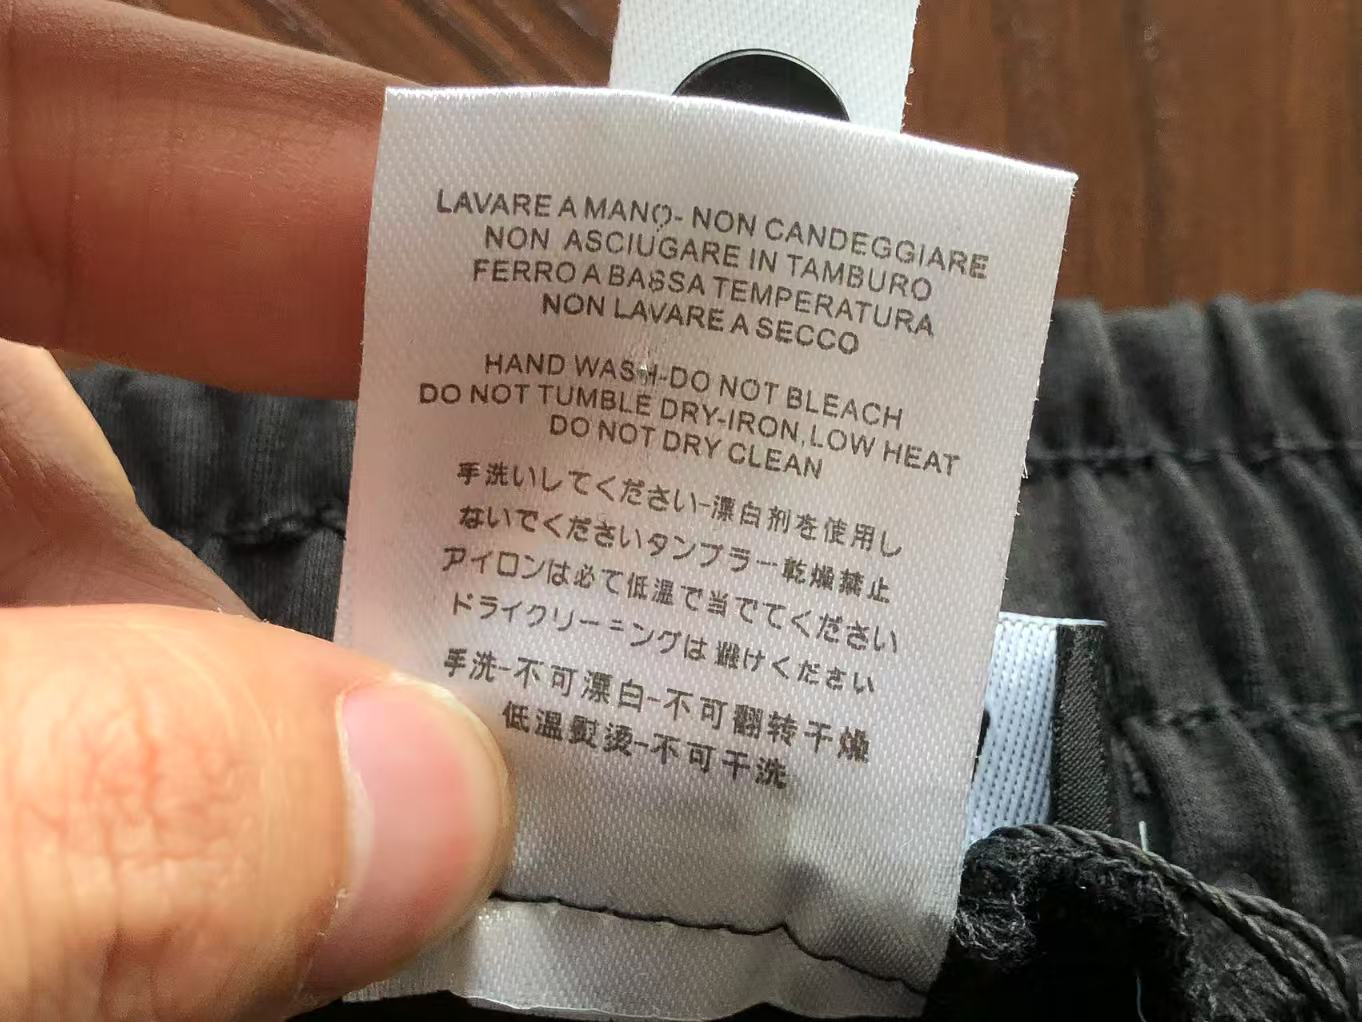 LAVARE A MANO- NON CANDEGGIARE
NON ASCIUGARE IN TAMBURO
FERRO A BASSA TEMPERATURA
NON LAVARE A SECCO
HAND WASH-DO NOT BLEACH
DO NOT TUMBLE DRY-IRON,LOW HEAT
DO NOT DRY CLEAN
手洗いしてください-漂白剤を使用し
ないでくださいタンブラー乾燥禁止
アイロンは必て低温で当でてください
ドライクリーニングは避けください
手洗-不可漂白-不可翻转干燥
低温熨烫-不可干洗